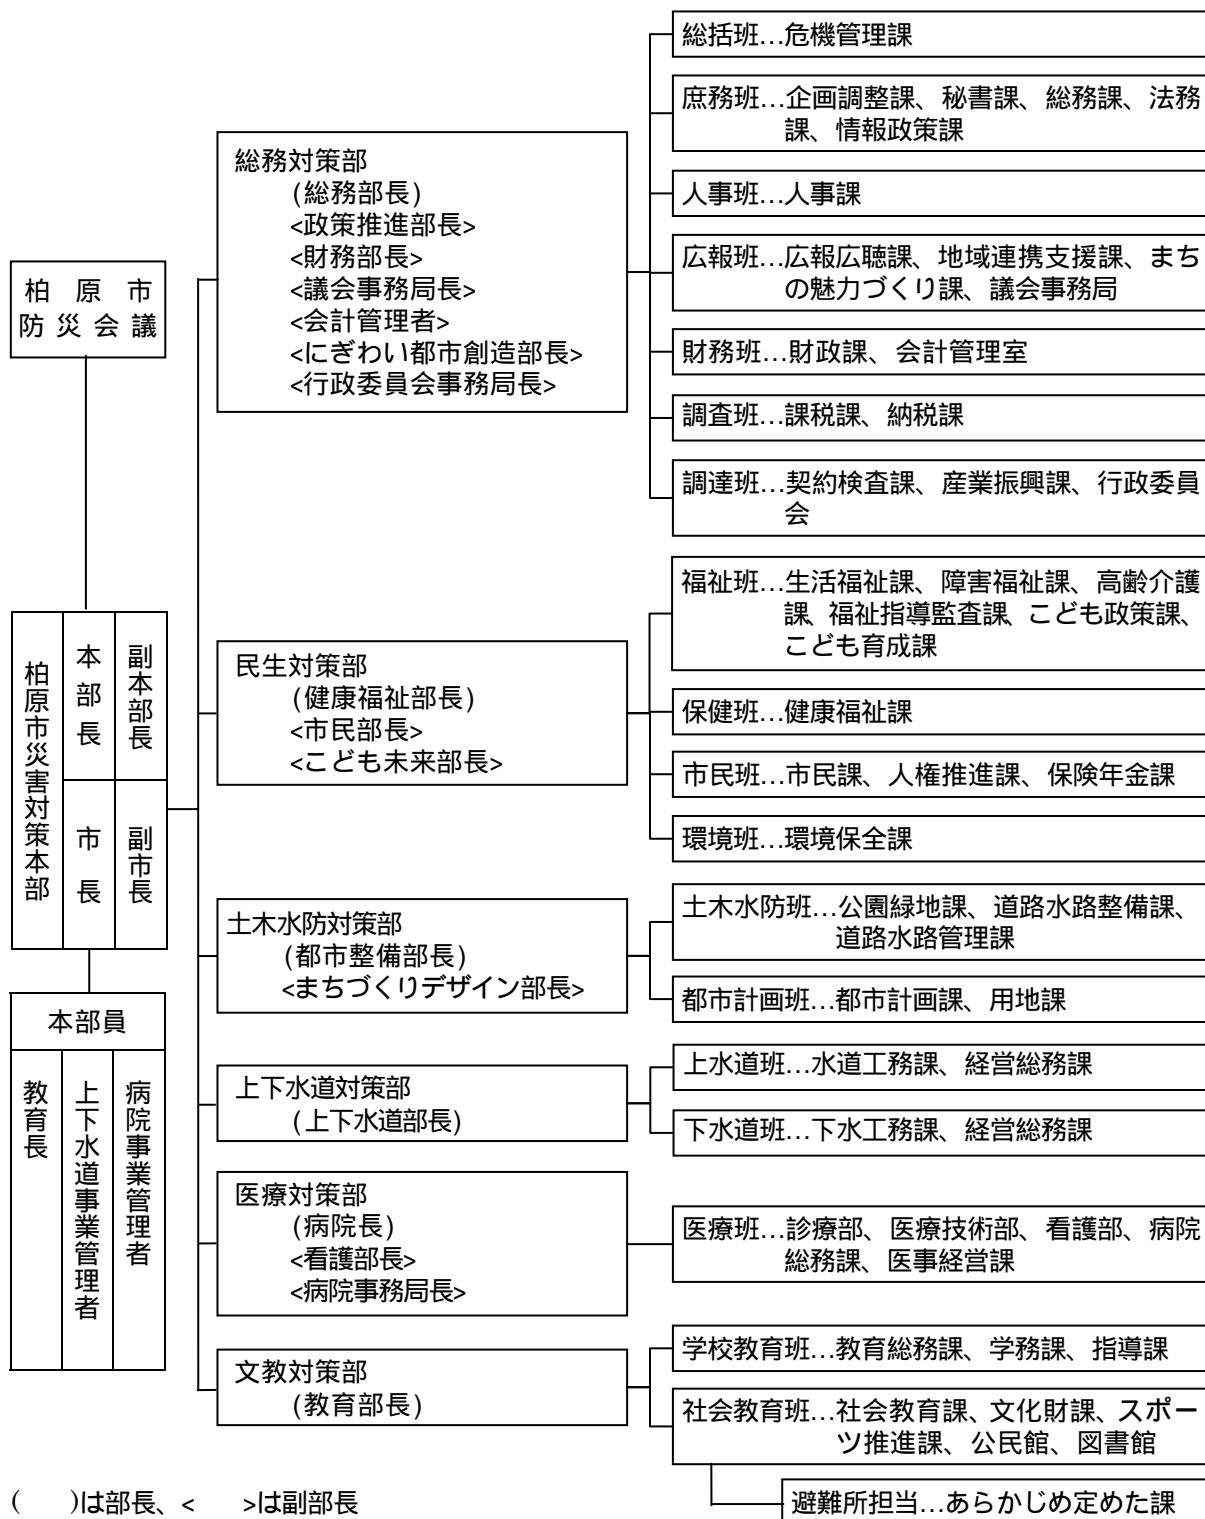 柏原市
防災会議
柏原市災害対策本部
本部長
副本部長
市長
副市長
本部員
教育長
上下水道事業管理者
病院事業管理者
総務対策部
(総務部長)
<政策推進部長>
<財務部長>
<議会事務局長>
<会計管理者>
<にぎわい都市創造部長>
<行政委員会事務局長>
総括班…危機管理課
庶務班…企画調整課、秘書課、総務課、法務
課、情報政策課
人事班…人事課
広報班…広報広聴課、地域連携支援課、まち
の魅力づくり課、議会事務局
財務班…財政課、会計管理室
調査班…課税課、納税課
調達班…契約検査課、産業振興課、行政委員
会
民生対策部
(健康福祉部長)
<市民部長>
<こども未来部長>
福祉班…生活福祉課、障害福祉課、高齢介護
課、福祉指導監査課、こども政策課、
こども育成課
保健班…健康福祉課
市民班…市民課、人権推進課、保険年金課
環境班…環境保全課
土木水防対策部
(都市整備部長)
<まちづくりデザイン部長>
土木水防班…公園緑地課、道路水路整備課、
道路水路管理課
都市計画班…都市計画課、用地課
上下水道対策部
(上下水道部長)
上水道班…水道工務課、経営総務課
下水道班…下水工務課、経営総務課
医療対策部
(病院長)
<看護部長>
<病院事務局長>
医療班…診療部、医療技術部、看護部、病院
総務課、医事経営課
文教対策部
(教育部長)
学校教育班…教育総務課、学務課、指導課
社会教育班…社会教育課、文化財課、スポー
ツ推進課、公民館、図書館
避難所担当…あらかじめ定めた課
(　)は部長、<　>は副部長